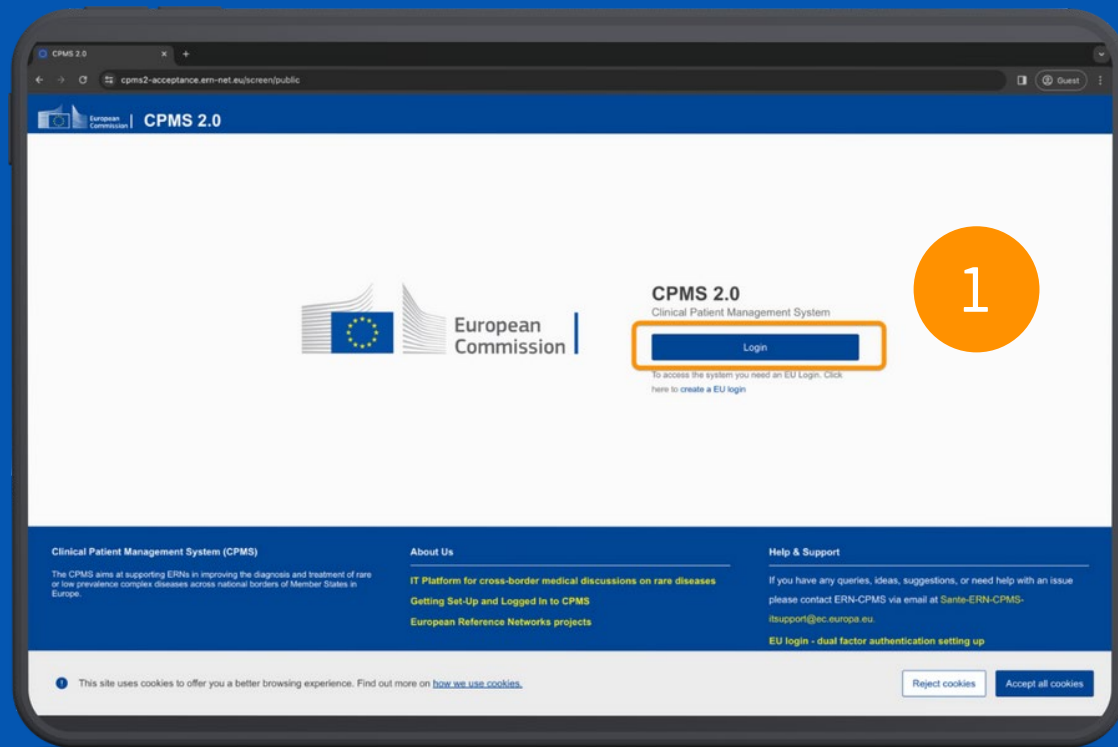 CPMS 2.0
cpms2-acceptance.ern-net.eu/screen/public
Guest
European
Commission
CPMS 2.0
European
Commission
CPMS 2.0
Clinical Patient Management System
Login
To access the system you need an EU Login. Click
here to create a EU login
1
Clinical Patient Management System (CPMS)
The CPMS aims at supporting ERNs in improving the diagnosis and treatment of rare
or low prevalence complex diseases across national borders of Member States in
Europe.
About Us
IT Platform for cross-border medical discussions on rare diseases
Getting Set-Up and Logged In to CPMS
European Reference Networks projects
Help & Support
If you have any queries, ideas, suggestions, or need help with an issue
please contact ERN-CPMS via email at Sante-ERN-CPMS-
itsupport@ec.europa.eu.
EU login - dual factor authentication setting up
This site uses cookies to offer you a better browsing experience. Find out more on how we use cookies.
Reject cookies
Accept all cookies